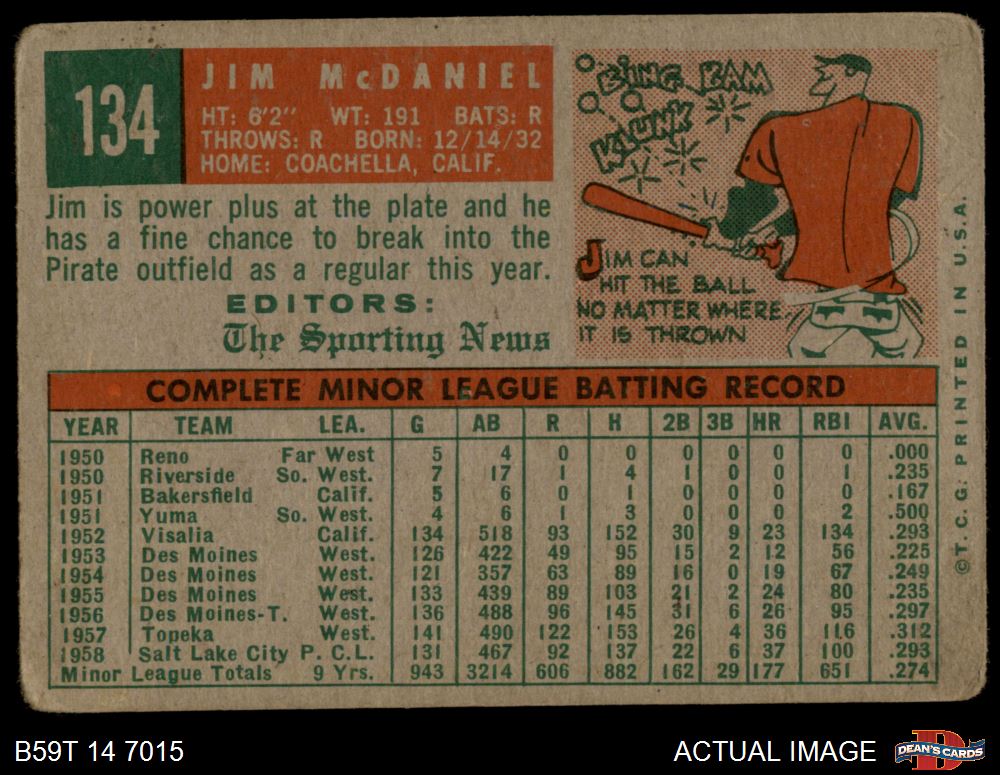 134
JIM McDANIEL
HT: 6'2" WT: 191 BATS: R
THROWS: R BORN: 12/14/32
HOME: COACHELLA, CALIF.
Jim is power plus at the plate and he
has a fine chance to break into the
Pirate outfield as a regular this year.
EDITORS:
The Sporting News
BING BAM
KLUNK
JIM CAN
HIT THE BALL
NO MATTER WHERE
IT IS THROWN
COMPLETE MINOR LEAGUE BATTING RECORD
YEAR TEAM LEA. G AB R H 2B 3B HR RBI AVG.
1950 Reno Far West 5 4 0 0 0 0 0 0 .000
1950 Riverside So. West. 7 17 1 4 1 0 0 1 .235
1951 Bakersfield Calif. 5 6 0 1 0 0 0 0 .167
1951 Yuma So. West. 4 6 1 3 0 0 0 2 .500
1952 Visalia Calif. 134 518 93 152 30 9 23 134 .293
1953 Des Moines West. 126 422 49 95 15 2 12 56 .225
1954 Des Moines West. 121 357 63 89 16 0 19 67 .249
1955 Des Moines West. 133 439 89 103 21 2 24 80 .235
1956 Des Moines-T. West. 136 488 96 145 31 6 26 95 .297
1957 Topeka West. 141 490 122 153 26 4 36 116 .312
1958 Salt Lake City P. C. L. 131 467 92 137 22 6 37 100 .293
Minor League Totals 9 Yrs. 943 3214 606 882 162 29 177 651 .274
© T. C. G. PRINTED IN U.S.A.
B59T 14 7015
ACTUAL IMAGE
D
DEAN'S CARDS